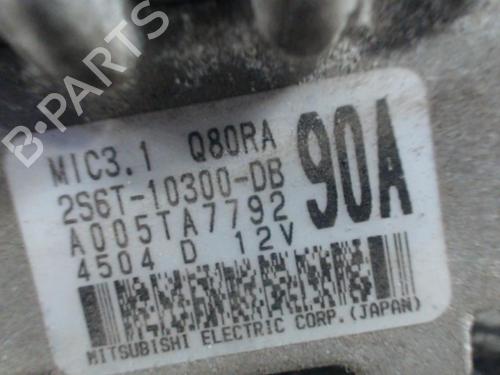 MIC3.1 Q80RA
2S6T-10300-DB
90A
A005TA7792
4504 D 12V
MITSUBISHI ELECTRIC CORP.(JAPAN)
B-PARTS